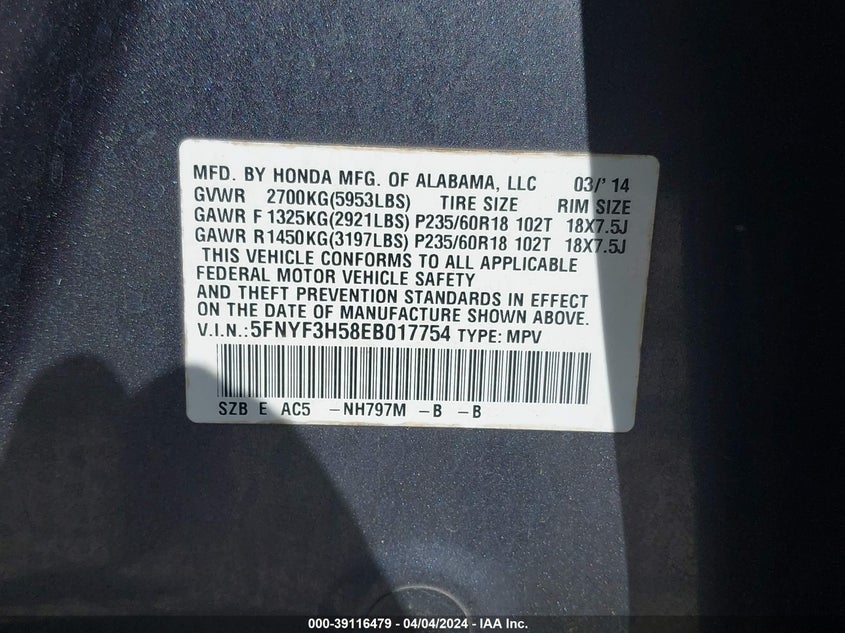 MFD. BY HONDA MFG. OF ALABAMA, LLC 03/' 14
GVWR 2700KG(5953LBS) TIRE SIZE RIM SIZE
GAWR F 1325KG(2921LBS) P235/60R18 102T 18X7.5J
GAWR R1450KG(3197LBS) P235/60R18 102T 18X7.5J
THIS VEHICLE CONFORMS TO ALL APPLICABLE
FEDERAL MOTOR VEHICLE SAFETY
AND THEFT PREVENTION STANDARDS IN EFFECT
ON THE DATE OF MANUFACTURE SHOWN ABOVE.
V.I.N.:5FNYF3H58EB017754 TYPE: MPV
SZB E AC5 -NH797M -B -B
000-39116479 - 04/04/2024 - IAA Inc.